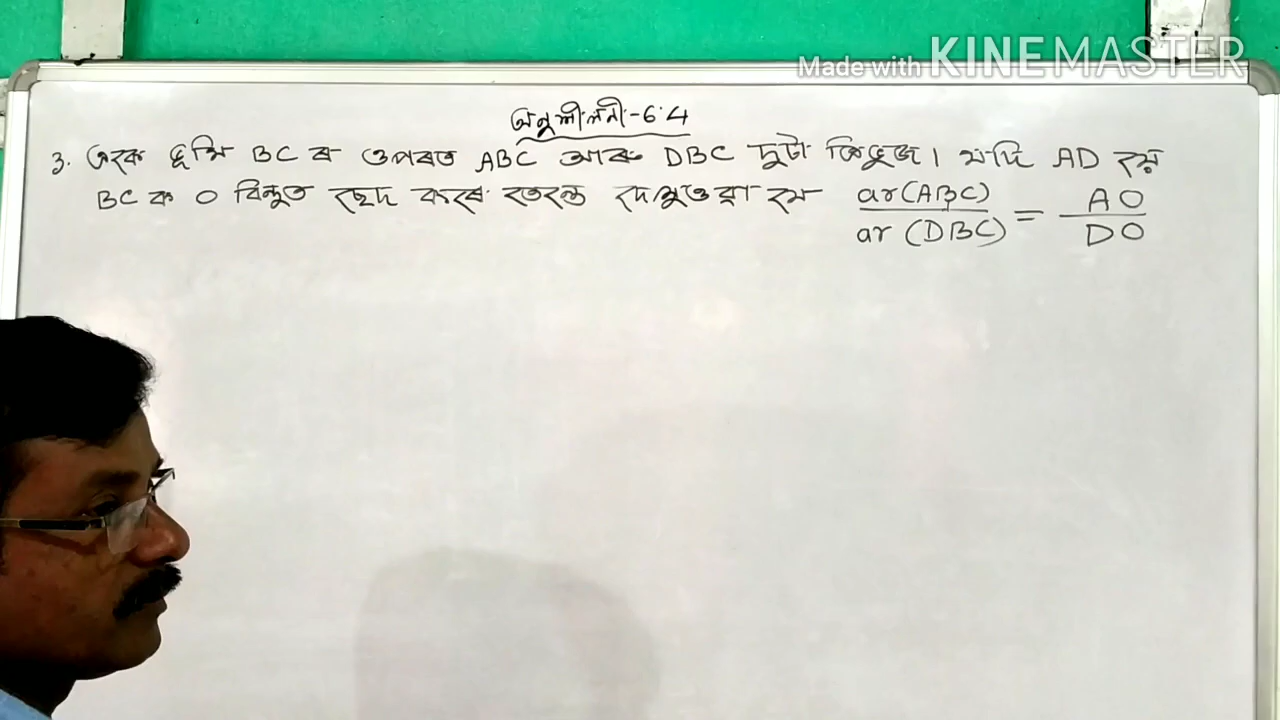 Made with KINEMASTER
অনুশীলনী-6.4
3. একে ভূমি BC ৰ ওপৰত ABC আৰু DBC দুটা ত্ৰিভুজ। যদি AD য়ে
BC ক O বিন্দুত ছেদ কৰে তেন্তে দেখুওৱা যে ar(ABC)/ar(DBC) = AO/DO